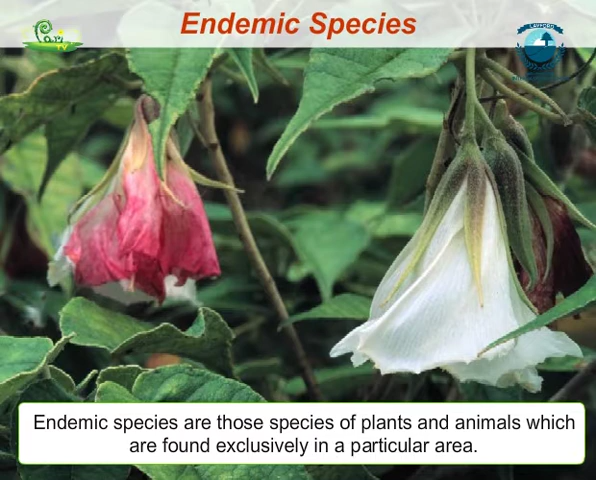 Endemic Species
Endemic species are those species of plants and animals which
are found exclusively in a particular area.